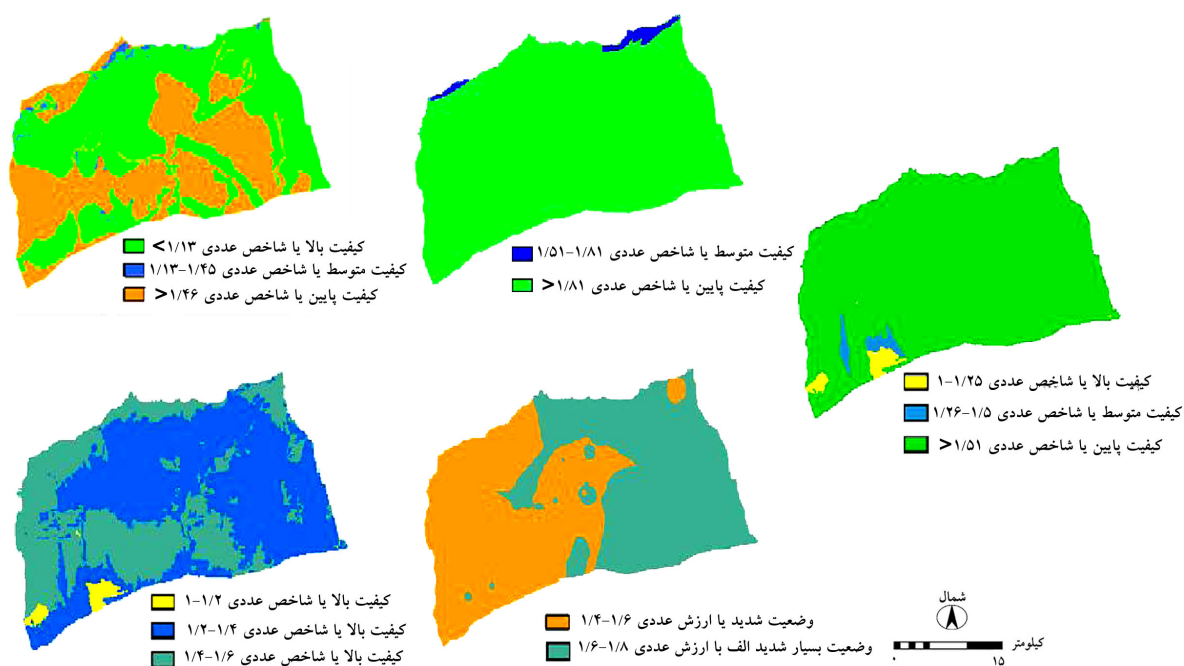 کیفیت بالا یا شاخص عددی ۱/۱۳>
کیفیت متوسط یا شاخص عددی ۱/۴۵-۱/۱۳
کیفیت پایین یا شاخص عددی ۱/۴۶<
کیفیت متوسط یا شاخص عددی ۱/۸۱-۱/۵۱
کیفیت پایین یا شاخص عددی ۱/۸۱<
کیفیت بالا یا شاخص عددی ۱/۲۵-۱
کیفیت متوسط یا شاخص عددی ۱/۵-۱/۲۶
کیفیت پایین یا شاخص عددی ۱/۵۱<
کیفیت بالا یا شاخص عددی ۱/۲-۱
کیفیت بالا یا شاخص عددی ۱/۴-۱/۲
کیفیت بالا یا شاخص عددی ۱/۶-۱/۴
وضعیت شدید یا ارزش عددی ۱/۶-۱/۴
وضعیت بسیار شدید الف با ارزش عددی ۱/۸-۱/۶
شمال
کیلومتر
۰ ۱۵